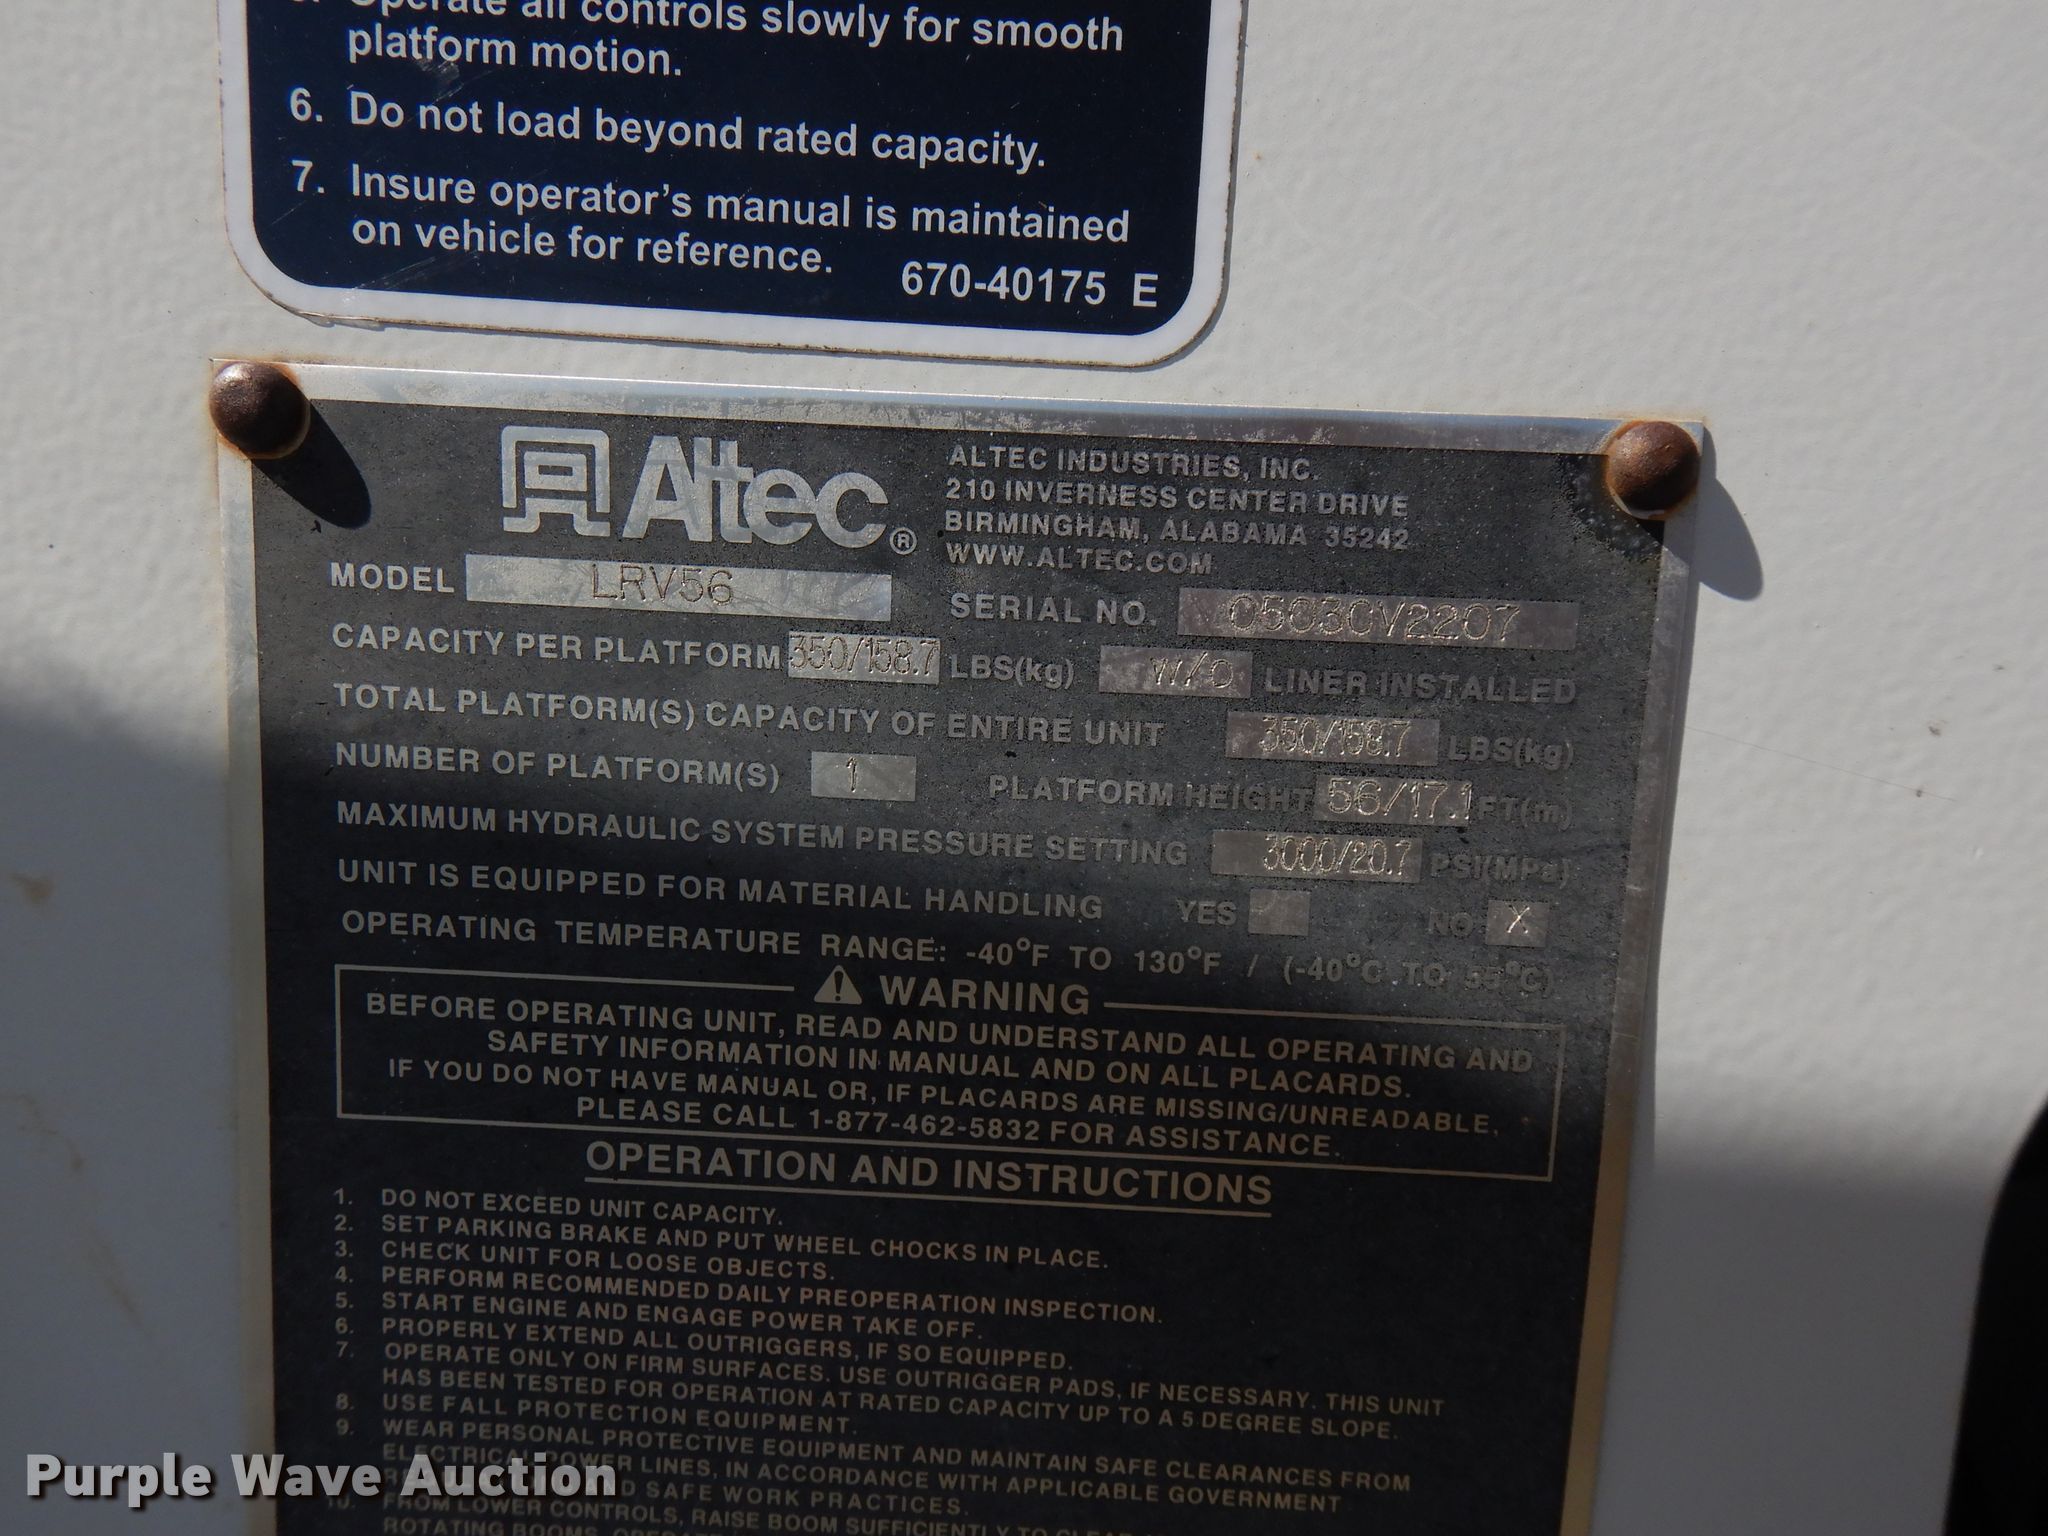 Operate all controls slowly for smooth
platform motion.
6. Do not load beyond rated capacity.
7. Insure operator's manual is maintained
on vehicle for reference. 670-40175 E
Altec®
ALTEC INDUSTRIES, INC.
210 INVERNESS CENTER DRIVE
BIRMINGHAM, ALABAMA 35242
WWW.ALTEC.COM
MODEL LRV56
SERIAL NO. 0503CV2207
CAPACITY PER PLATFORM 350/158.7 LBS(kg) W/O LINER INSTALLED
TOTAL PLATFORM(S) CAPACITY OF ENTIRE UNIT 350/158.7 LBS(kg)
NUMBER OF PLATFORM(S) 1 PLATFORM HEIGHT 56/17.1 FT(m)
MAXIMUM HYDRAULIC SYSTEM PRESSURE SETTING 3000/20.7 PSI(MPa)
UNIT IS EQUIPPED FOR MATERIAL HANDLING YES NO X
OPERATING TEMPERATURE RANGE: -40°F TO 130°F / (-40°C TO 55°C)
WARNING
BEFORE OPERATING UNIT, READ AND UNDERSTAND ALL OPERATING AND
SAFETY INFORMATION IN MANUAL AND ON ALL PLACARDS.
IF YOU DO NOT HAVE MANUAL OR, IF PLACARDS ARE MISSING/UNREADABLE,
PLEASE CALL 1-877-462-5832 FOR ASSISTANCE.
OPERATION AND INSTRUCTIONS
1. DO NOT EXCEED UNIT CAPACITY.
2. SET PARKING BRAKE AND PUT WHEEL CHOCKS IN PLACE.
3. CHECK UNIT FOR LOOSE OBJECTS.
4. PERFORM RECOMMENDED DAILY PREOPERATION INSPECTION.
5. START ENGINE AND ENGAGE POWER TAKE OFF.
6. PROPERLY EXTEND ALL OUTRIGGERS, IF SO EQUIPPED.
7. OPERATE ONLY ON FIRM SURFACES. USE OUTRIGGER PADS, IF NECESSARY. THIS UNIT
HAS BEEN TESTED FOR OPERATION AT RATED CAPACITY UP TO A 5 DEGREE SLOPE.
8. USE FALL PROTECTION EQUIPMENT.
9. WEAR PERSONAL PROTECTIVE EQUIPMENT AND MAINTAIN SAFE CLEARANCES FROM
ELECTRICAL POWER LINES, IN ACCORDANCE WITH APPLICABLE GOVERNMENT
SAFE WORK PRACTICES.
10. FROM LOWER CONTROLS, RAISE BOOM SUFFICIENTLY TO CLEAR
ROTATING BOOMS,
Purple Wave Auction